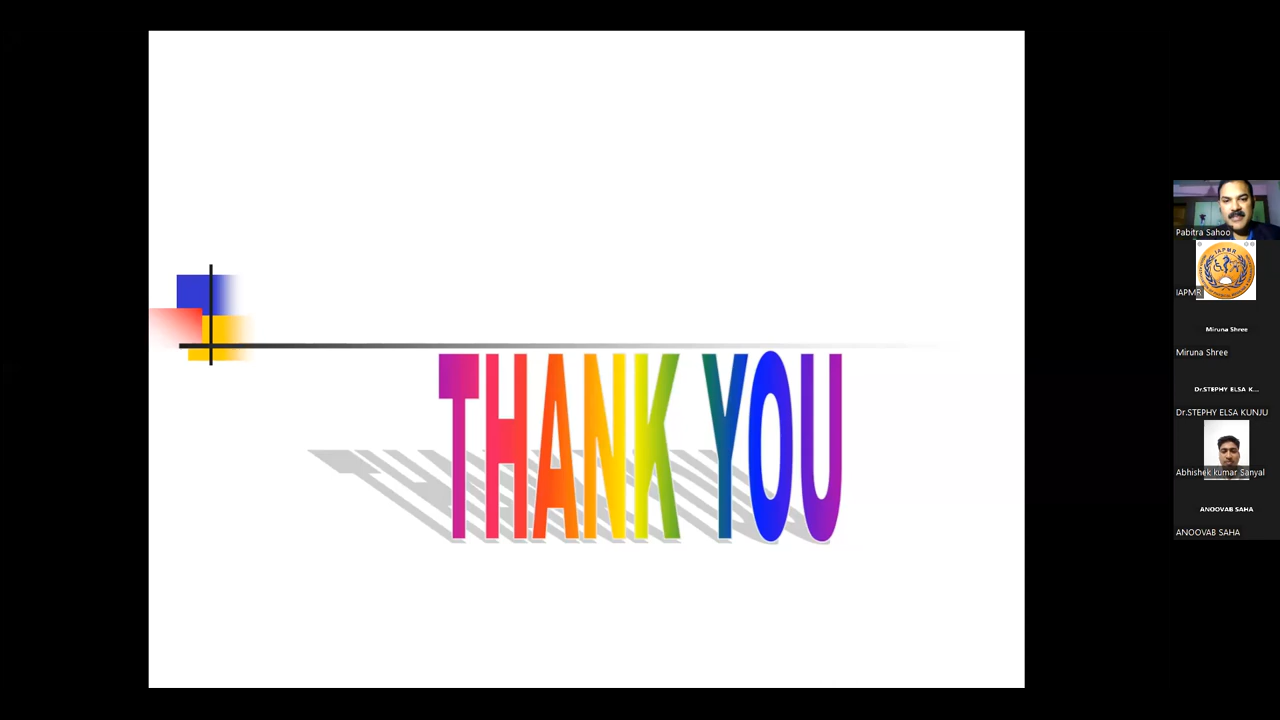 THANK YOU
Pabitra Sahoo
IAPMR
IAPMR
Miruna Shree
Miruna Shree
Dr.STEPHY ELSA K...
Dr.STEPHY ELSA KUNJU
Abhishek kumar Sanyal
ANOOVAB SAHA
ANOOVAB SAHA